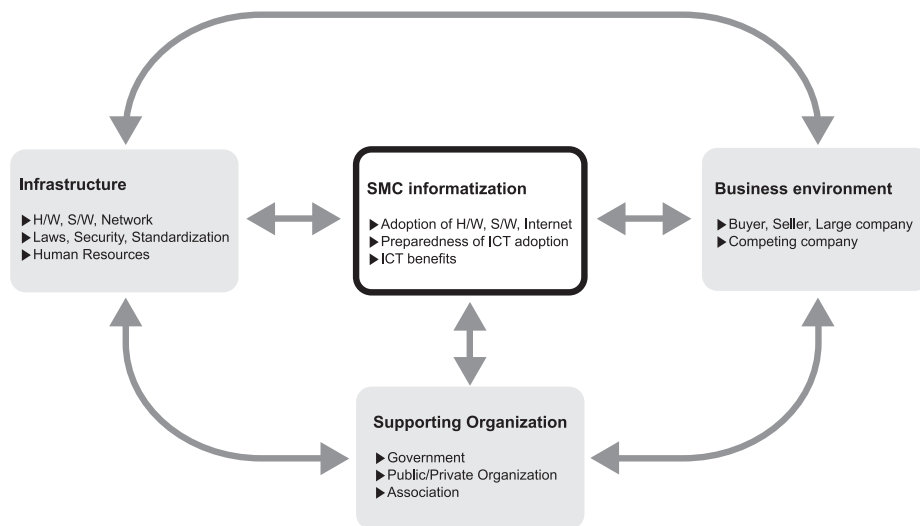 Infrastructure
▶H/W, S/W, Network
▶Laws, Security, Standardization
▶Human Resources
SMC informatization
▶Adoption of H/W, S/W, Internet
▶Preparedness of ICT adoption
▶ICT benefits
Business environment
▶Buyer, Seller, Large company
▶Competing company
Supporting Organization
▶Government
▶Public/Private Organization
▶Association